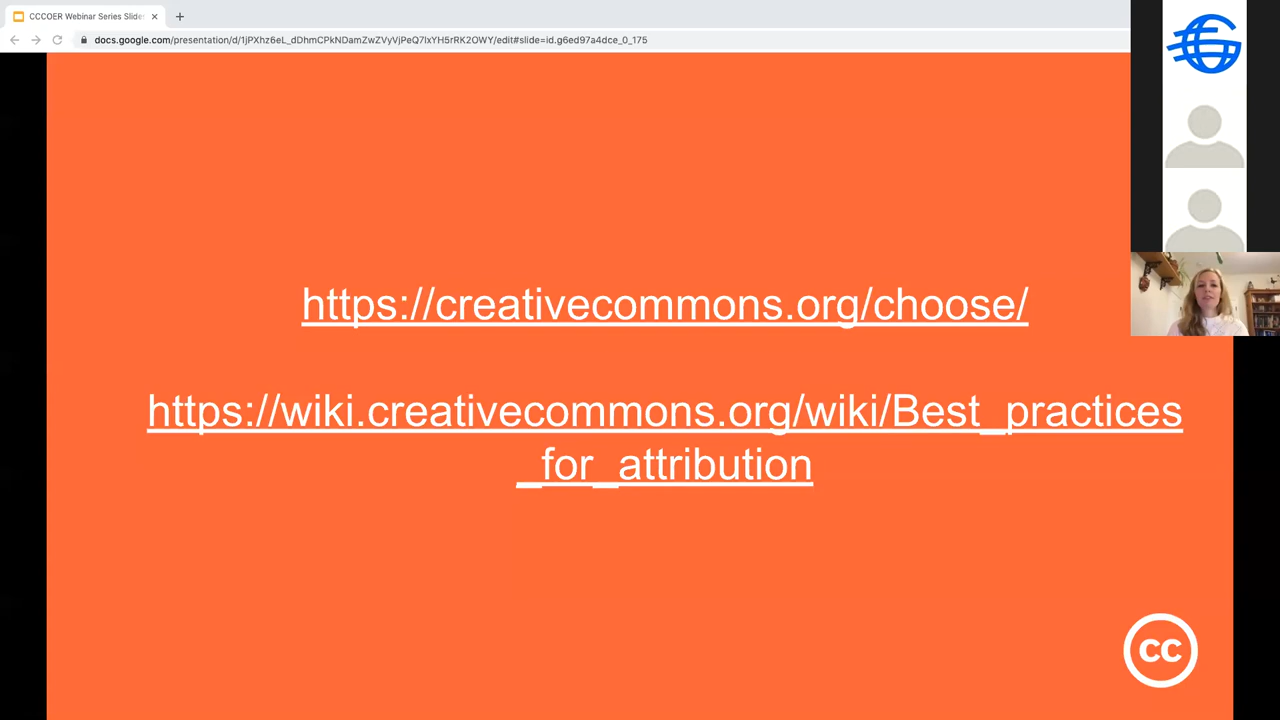 CCCOER Webinar Series Slides
docs.google.com/presentation/d/1jPXhz6eL_dDhmCPkNDamZwZVyVjPeQ7lxYH5rRK2OWY/edit#slide=id.g6ed97a4dce_0_175
https://creativecommons.org/choose/
https://wiki.creativecommons.org/wiki/Best_practices
_for_attribution
cc